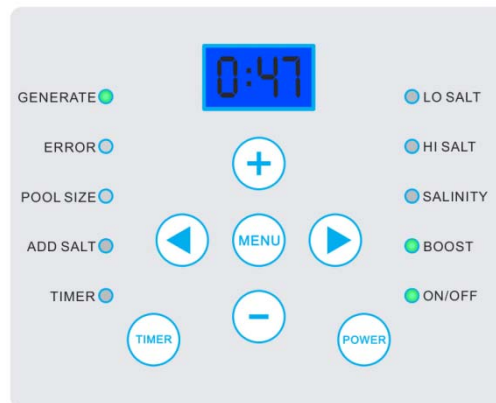 0:47
GENERATE
LO SALT
ERROR
HI SALT
+
POOL SIZE
SALINITY
ADD SALT
MENU
BOOST
TIMER
−
ON/OFF
TIMER
POWER